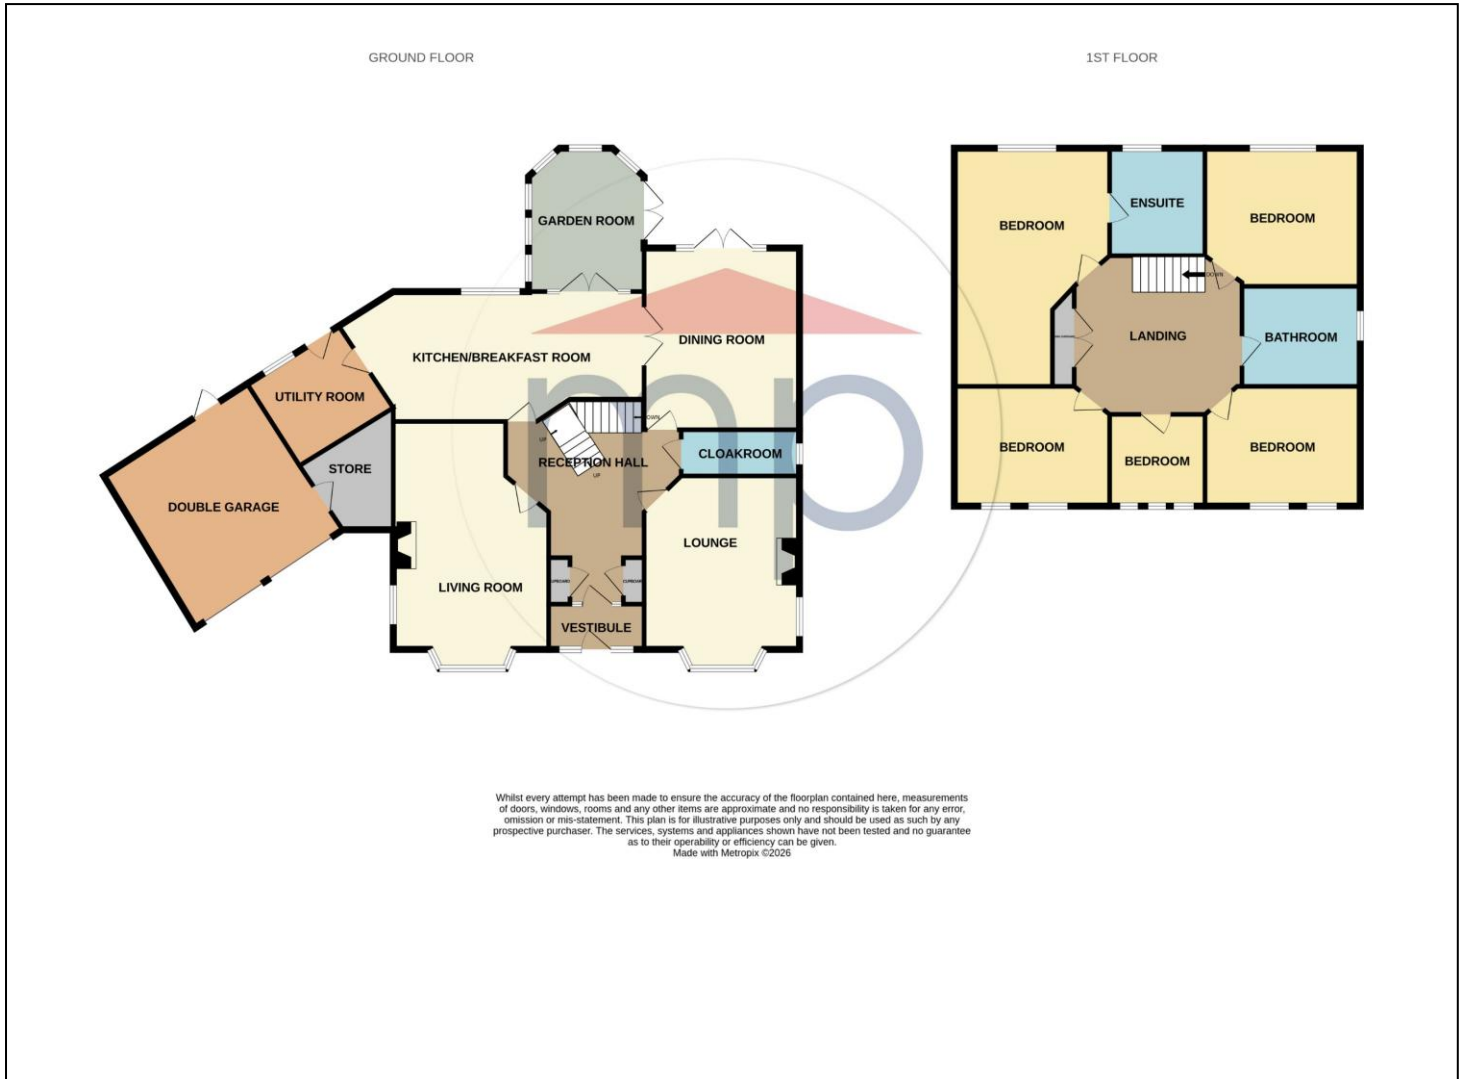 GROUND FLOOR
1ST FLOOR
GARDEN ROOM
KITCHEN/BREAKFAST ROOM
DINING ROOM
UTILITY ROOM
STORE
DOUBLE GARAGE
UP
DOWN
RECEPTION HALL
UP
CLOAKROOM
LOUNGE
LIVING ROOM
CUPBOARD
CUPBOARD
VESTIBULE
BEDROOM
ENSUITE
BEDROOM
DOWN
LANDING
BATHROOM
BEDROOM
BEDROOM
BEDROOM
mp
Whilst every attempt has been made to ensure the accuracy of the floorplan contained here, measurements
of doors, windows, rooms and any other items are approximate and no responsibility is taken for any error,
omission or mis-statement. This plan is for illustrative purposes only and should be used as such by any
prospective purchaser. The services, systems and appliances shown have not been tested and no guarantee
as to their operability or efficiency can be given.
Made with Metropix ©2026